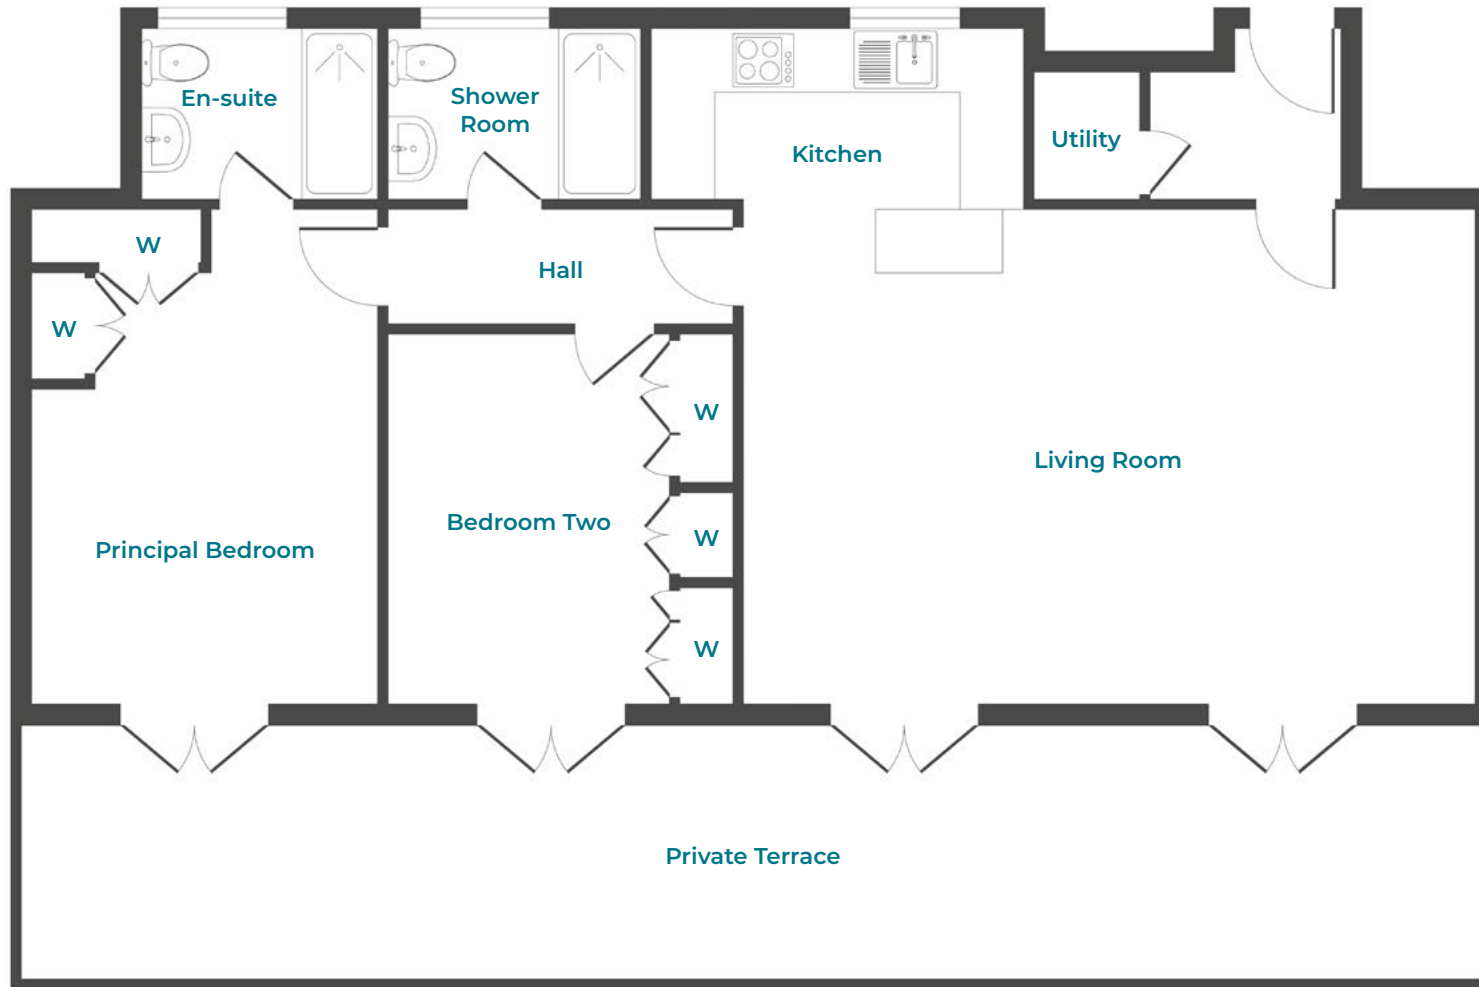 En-suite
Shower
Room
Kitchen
Utility
W
Hall
W
W
Living Room
Bedroom Two
W
Principal Bedroom
W
Private Terrace